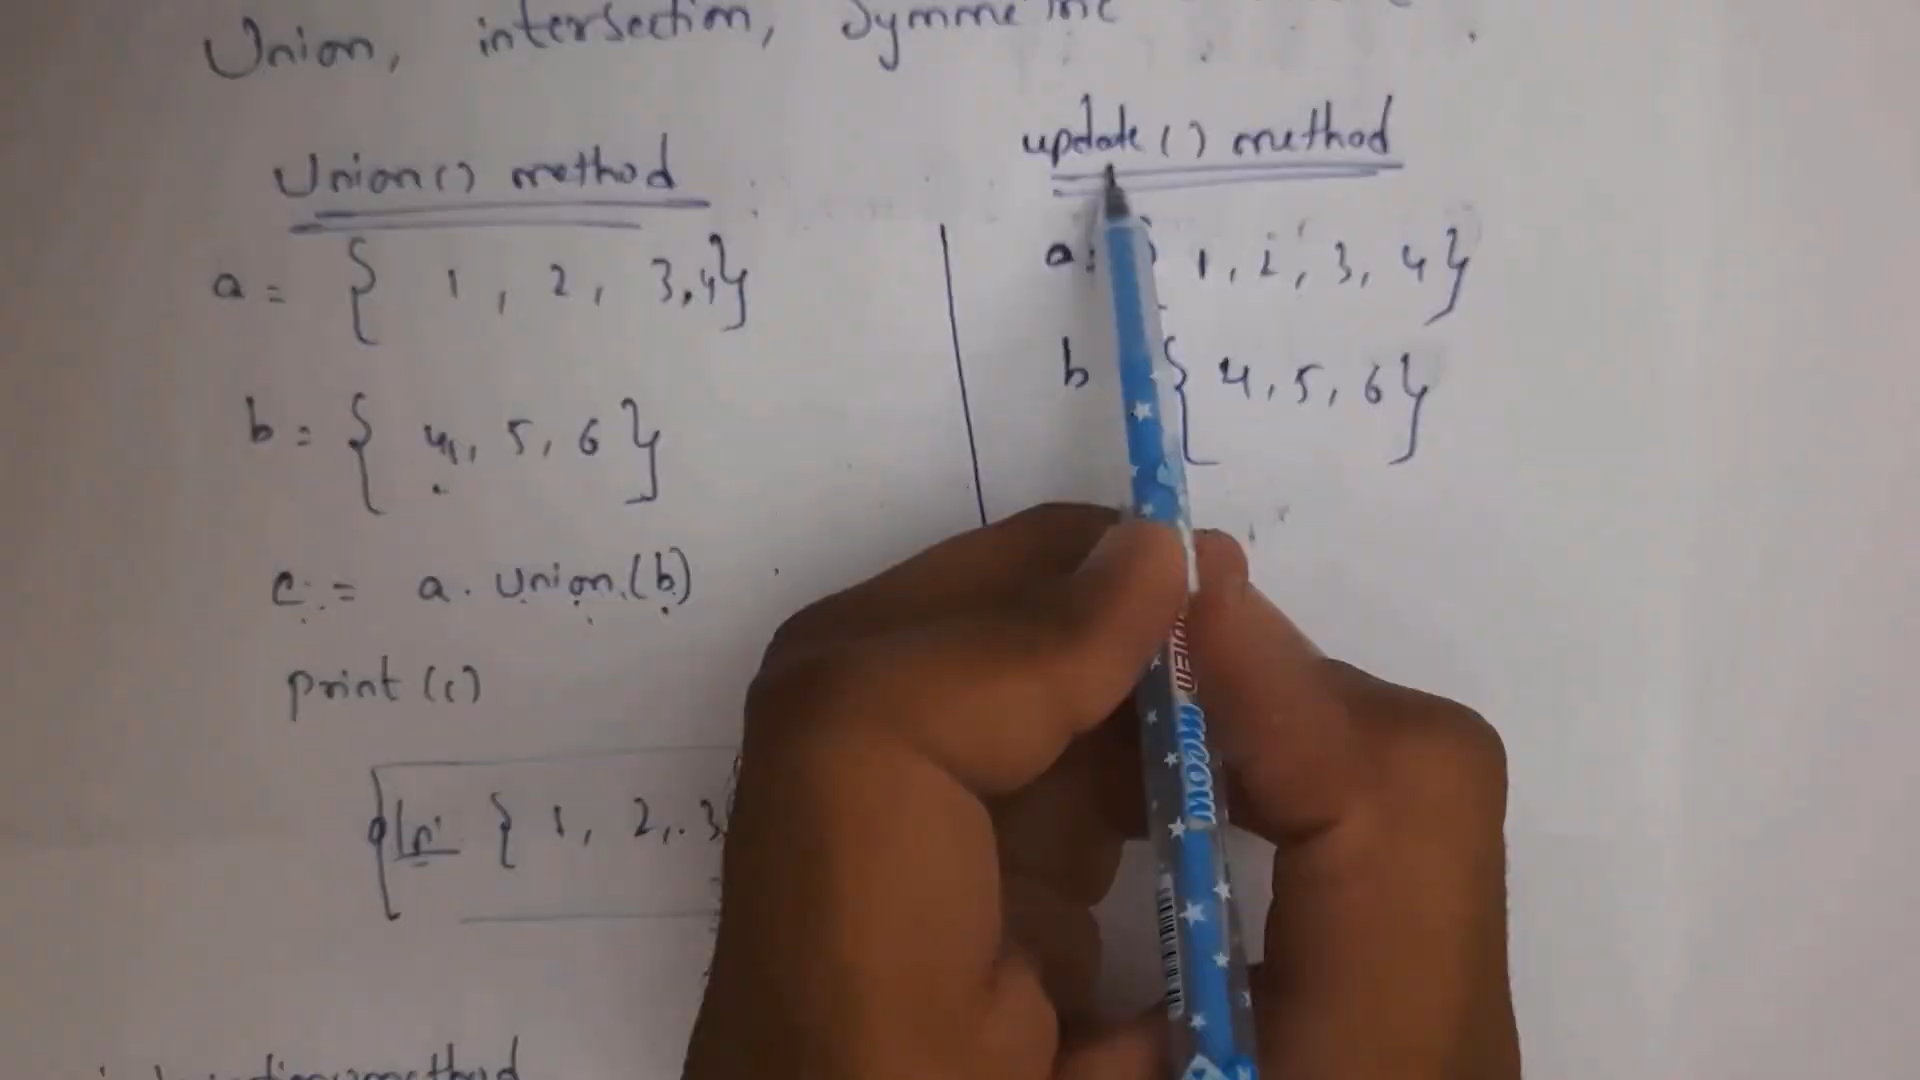 Union, intersection, Symmetric
Union() method
a = { 1, 2, 3,4}
b = { 4, 5, 6 }
c = a. union.(b)
print (c)
o/p: { 1, 2, 3
update () method
a: { 1, 2, 3, 4}
b { 4, 5, 6}
method